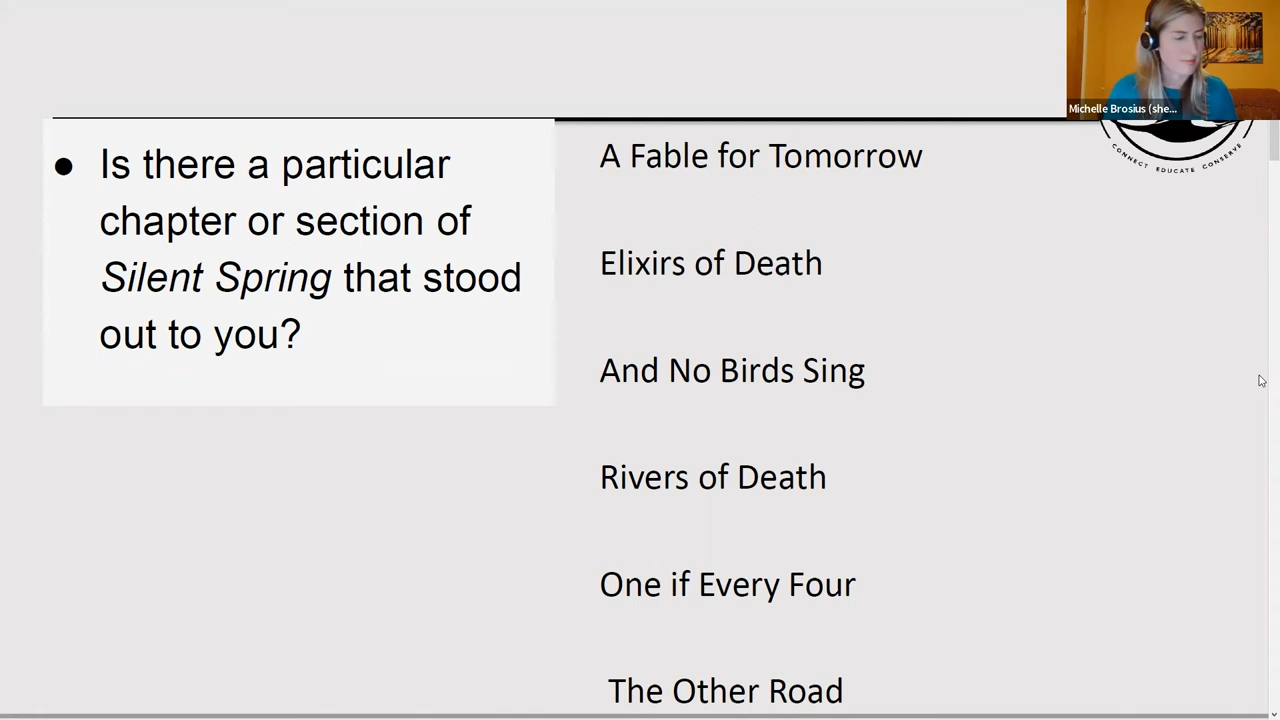 Michelle Brosius (she...
● Is there a particular
chapter or section of
Silent Spring that stood
out to you?
A Fable for Tomorrow
Elixirs of Death
And No Birds Sing
Rivers of Death
One if Every Four
The Other Road
CONNECT EDUCATE CONSERVE